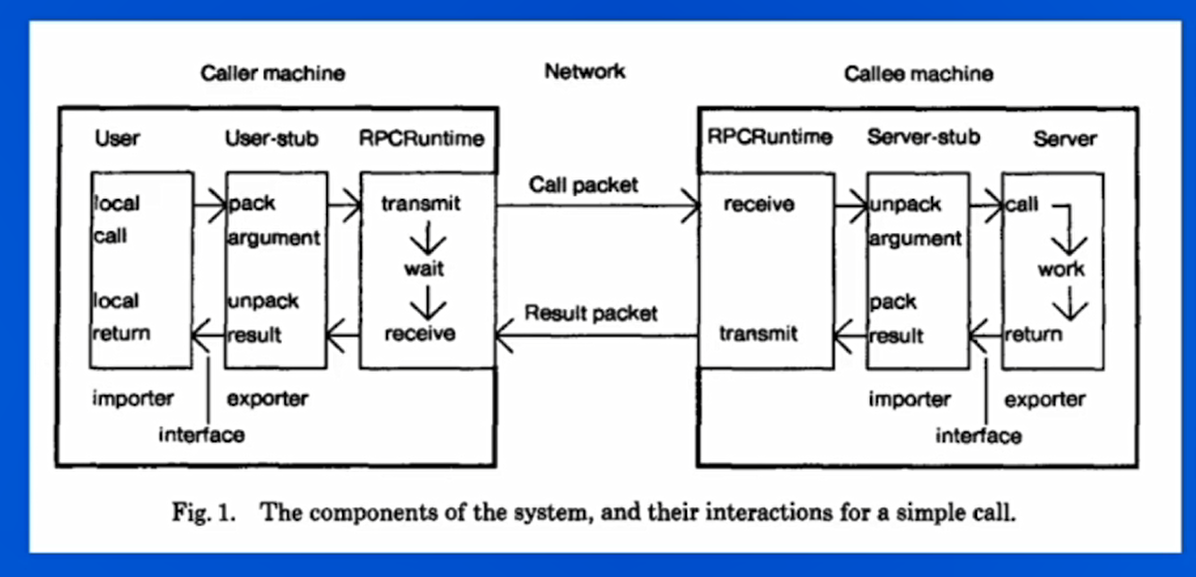 Caller machine
Network
Callee machine
User
User-stub
RPCRuntime
RPCRuntime
Server-stub
Server
local
call
pack
argument
transmit
wait
Call packet
receive
unpack
argument
call
work
local
return
unpack
result
receive
Result packet
transmit
pack
result
return
importer
exporter
interface
importer
exporter
interface
Fig. 1. The components of the system, and their interactions for a simple call.